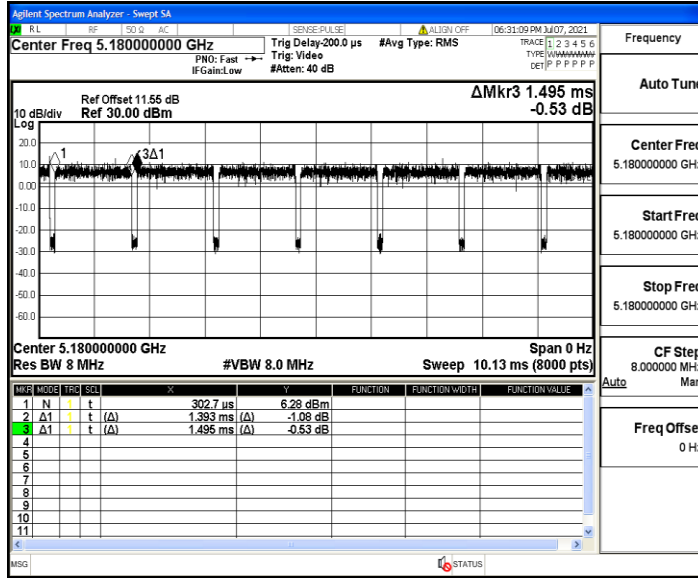 Agilent Spectrum Analyzer - Swept SA
RL RF 50 Ω AC SENSE:PULSE ALIGN OFF 06:31:09 PM Jul 07, 2021
Center Freq 5.180000000 GHz
PNO: Fast
IFGain:Low
Trig Delay-200.0 µs
Trig: Video
#Atten: 40 dB
#Avg Type: RMS
TRACE 1 2 3 4 5 6
TYPE
DET P P P P P P
Ref Offset 11.55 dB
10 dB/div Ref 30.00 dBm
Log
ΔMkr3 1.495 ms
-0.53 dB
20.0
10.0
0.00
-10.0
-20.0
-30.0
-40.0
-50.0
-60.0
1
3Δ1
Center 5.180000000 GHz Span 0 Hz
Res BW 8 MHz #VBW 8.0 MHz Sweep 10.13 ms (8000 pts)
MKR MODE TRC SCL X Y FUNCTION FUNCTION WIDTH FUNCTION VALUE
1 N 1 t 302.7 µs 6.28 dBm
2 Δ1 1 t (Δ) 1.393 ms (Δ) -1.08 dB
3 Δ1 1 t (Δ) 1.495 ms (Δ) -0.53 dB
4
5
6
7
8
9
10
11
MSG STATUS
Frequency
Auto Tune
Center Freq
5.180000000 GHz
Start Freq
5.180000000 GHz
Stop Freq
5.180000000 GHz
CF Step
8.000000 MHz
Auto Man
Freq Offset
0 Hz